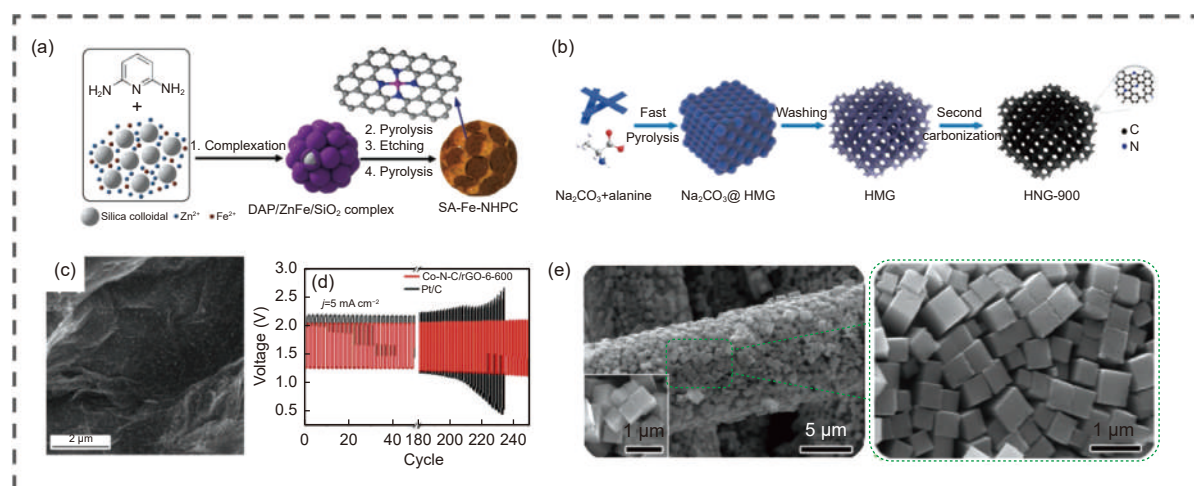 (a)
H₂N
NH₂
+
Silica colloidal Zn²⁺ Fe²⁺
1. Complexation
DAP/ZnFe/SiO₂ complex
2. Pyrolysis
3. Etching
4. Pyrolysis
SA-Fe-NHPC
(b)
Fast
Pyrolysis
Washing
Second
carbonization
C
N
Na₂CO₃+alanine
Na₂CO₃@ HMG
HMG
HNG-900
(c)
2 μm
(d)
Co-N-C/rGO-6-600
Pt/C
j=5 mA cm⁻²
Voltage (V)
3.0
2.5
2.0
1.5
1.0
0.5
0 20 40 180 200 220 240
Cycle
(e)
1 μm
5 μm
1 μm